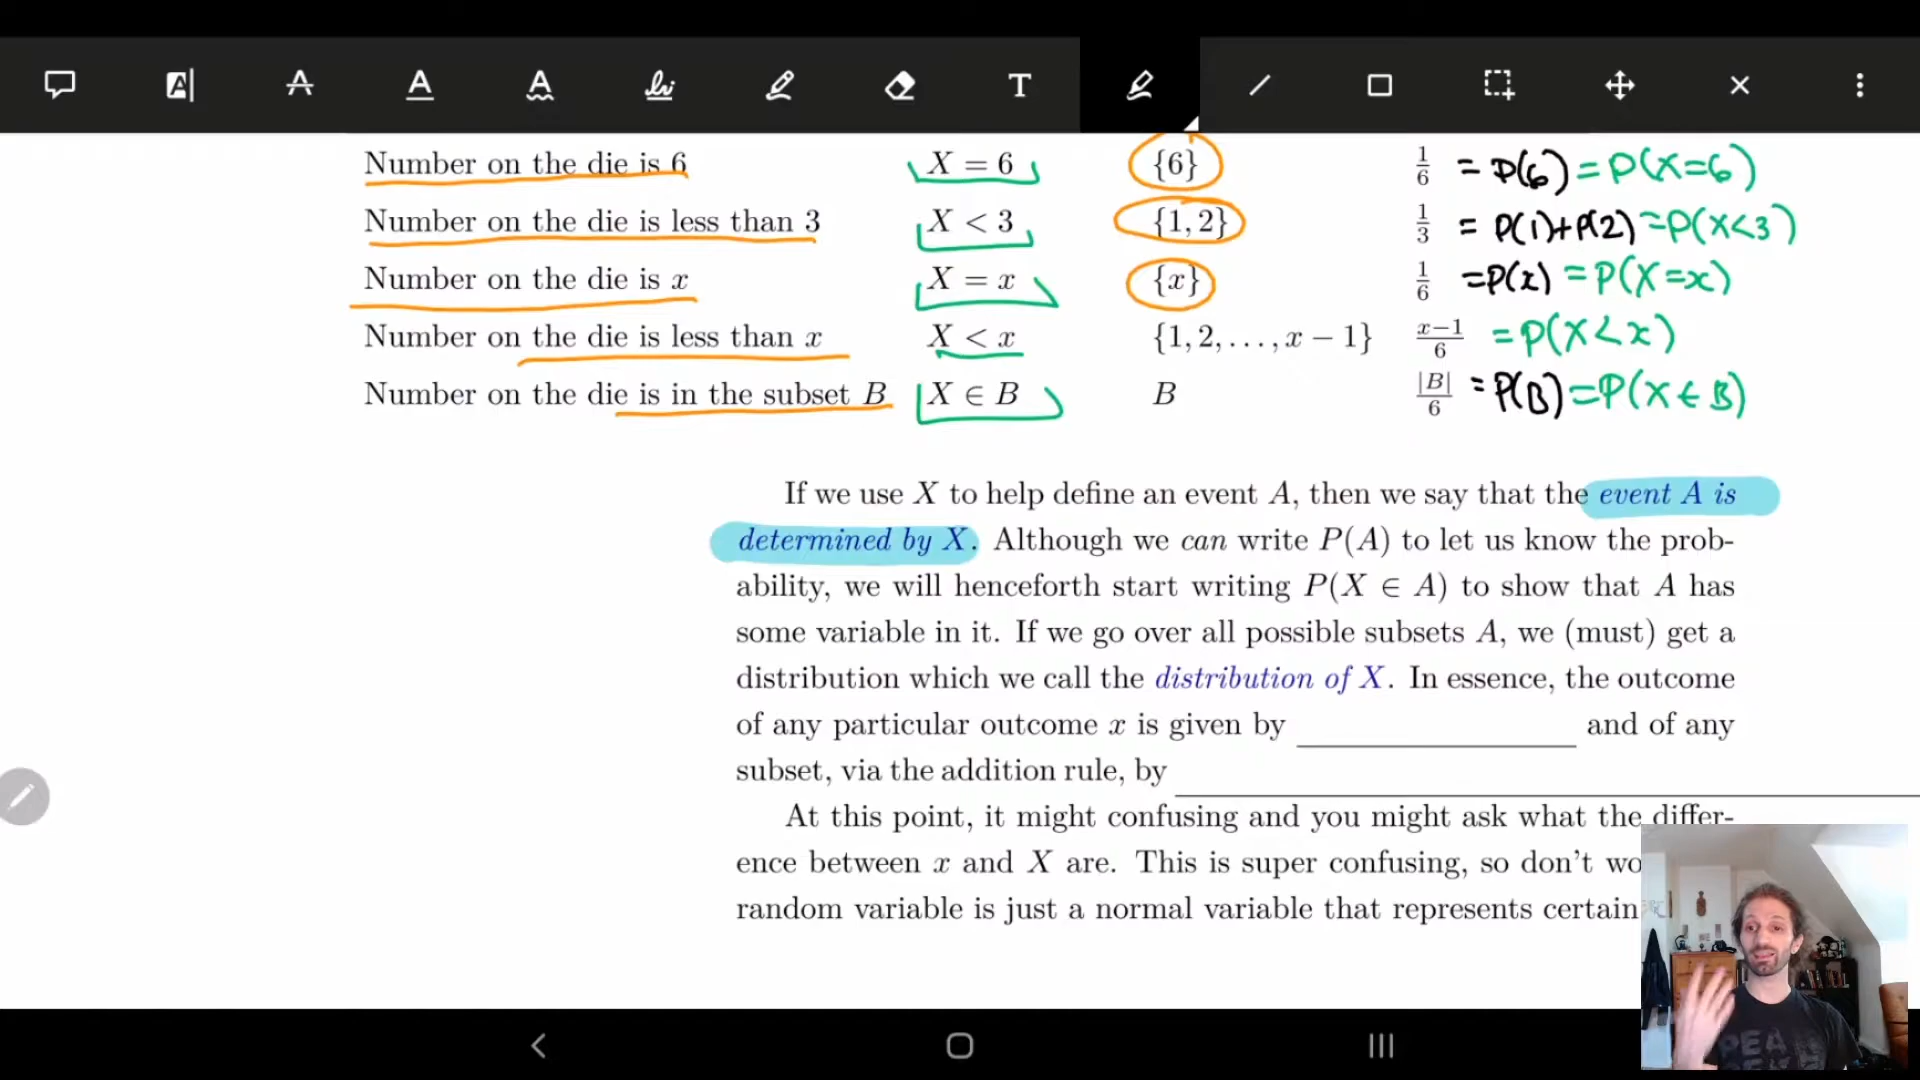 Number on the die is 6 X = 6 {6} 1/6 = P(6) = P(X=6)
Number on the die is less than 3 X < 3 {1, 2} 1/3 = P(1)+P(2) = P(X<3)
Number on the die is x X = x {x} 1/6 = P(x) = P(X=x)
Number on the die is less than x X < x {1, 2, . . . , x − 1} x−1/6 = P(X<x)
Number on the die is in the subset B X ∈ B B |B|/6 = P(B) = P(X∈B)
If we use X to help define an event A, then we say that the event A is
determined by X. Although we can write P(A) to let us know the prob-
ability, we will henceforth start writing P(X ∈ A) to show that A has
some variable in it. If we go over all possible subsets A, we (must) get a
distribution which we call the distribution of X. In essence, the outcome
of any particular outcome x is given by and of any
subset, via the addition rule, by
At this point, it might confusing and you might ask what the differ-
ence between x and X are. This is super confusing, so don't wo
random variable is just a normal variable that represents certain
PEA